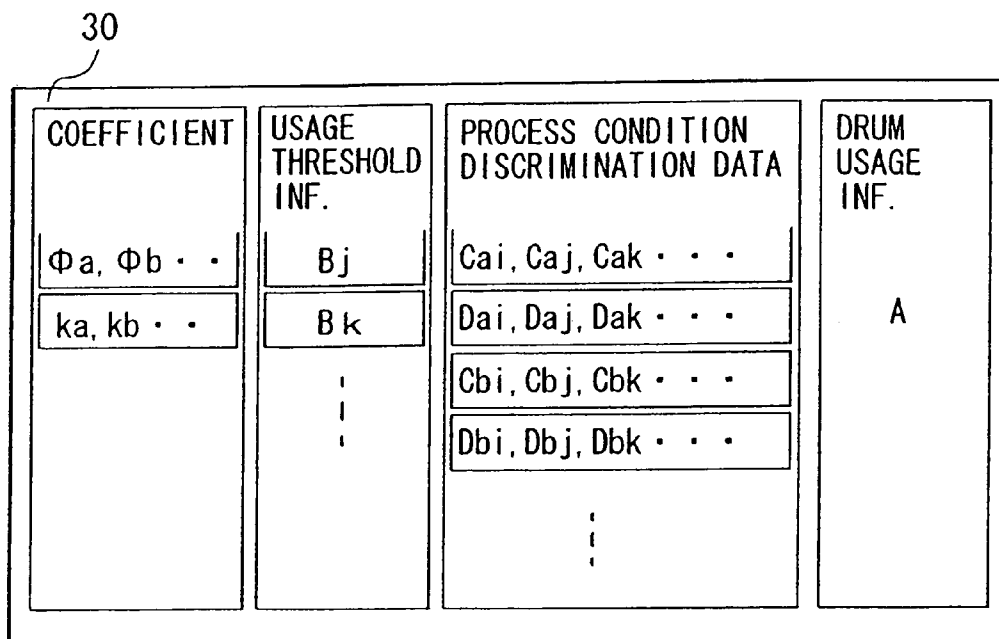 30
COEFFICIENT
Φa, Φb · ·
ka, kb · ·
USAGE
THRESHOLD
INF.
Bj
Bk
PROCESS CONDITION
DISCRIMINATION DATA
Cai, Caj, Cak · · ·
Dai, Daj, Dak · · ·
Cbi, Cbj, Cbk · · ·
Dbi, Dbj, Dbk · · ·
DRUM
USAGE
INF.
A